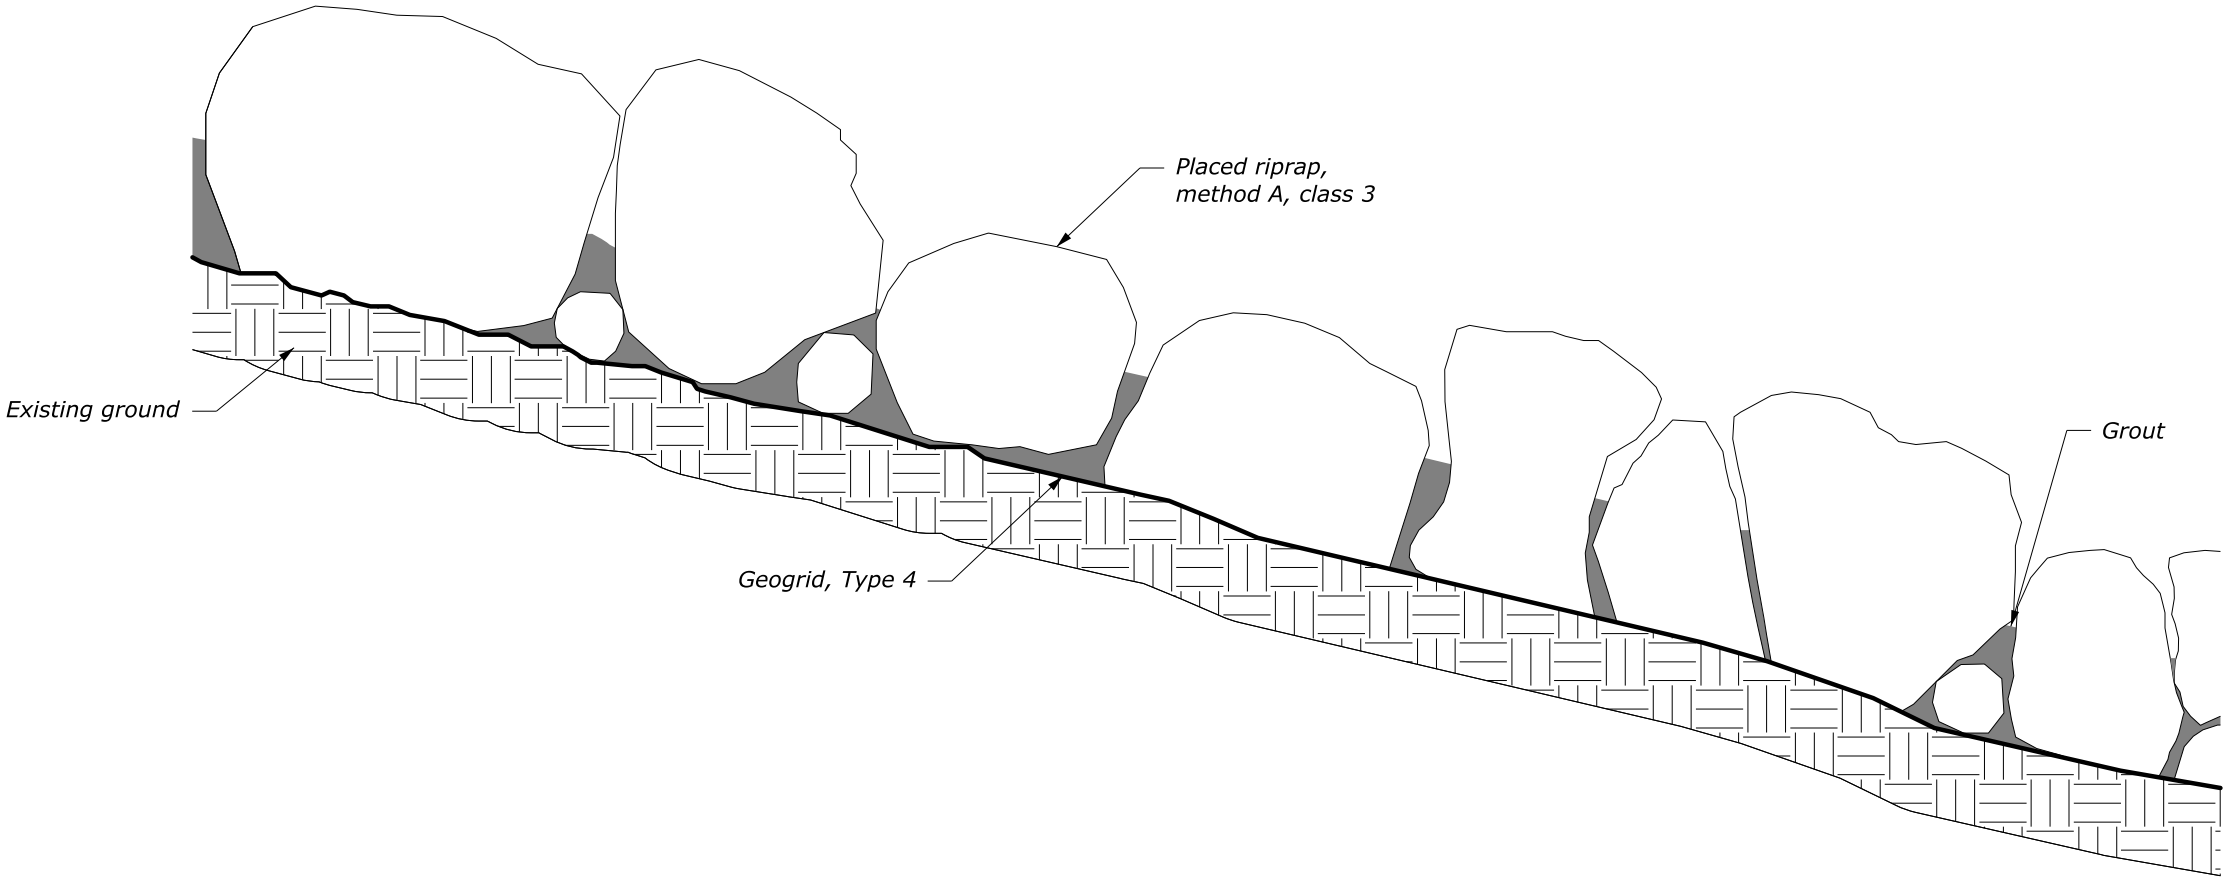 Placed riprap,
method A, class 3
Existing ground
Grout
Geogrid, Type 4